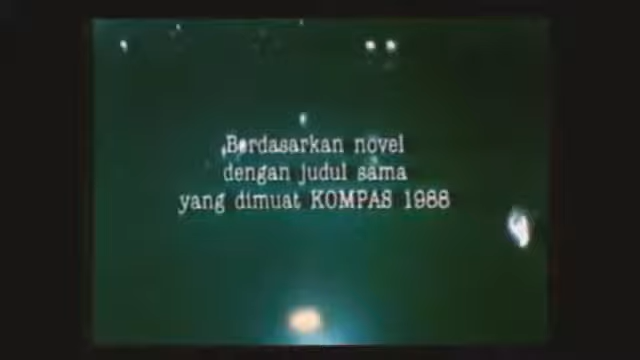 Berdasarkan novel
dengan judul sama
yang dimuat KOMPAS 1988